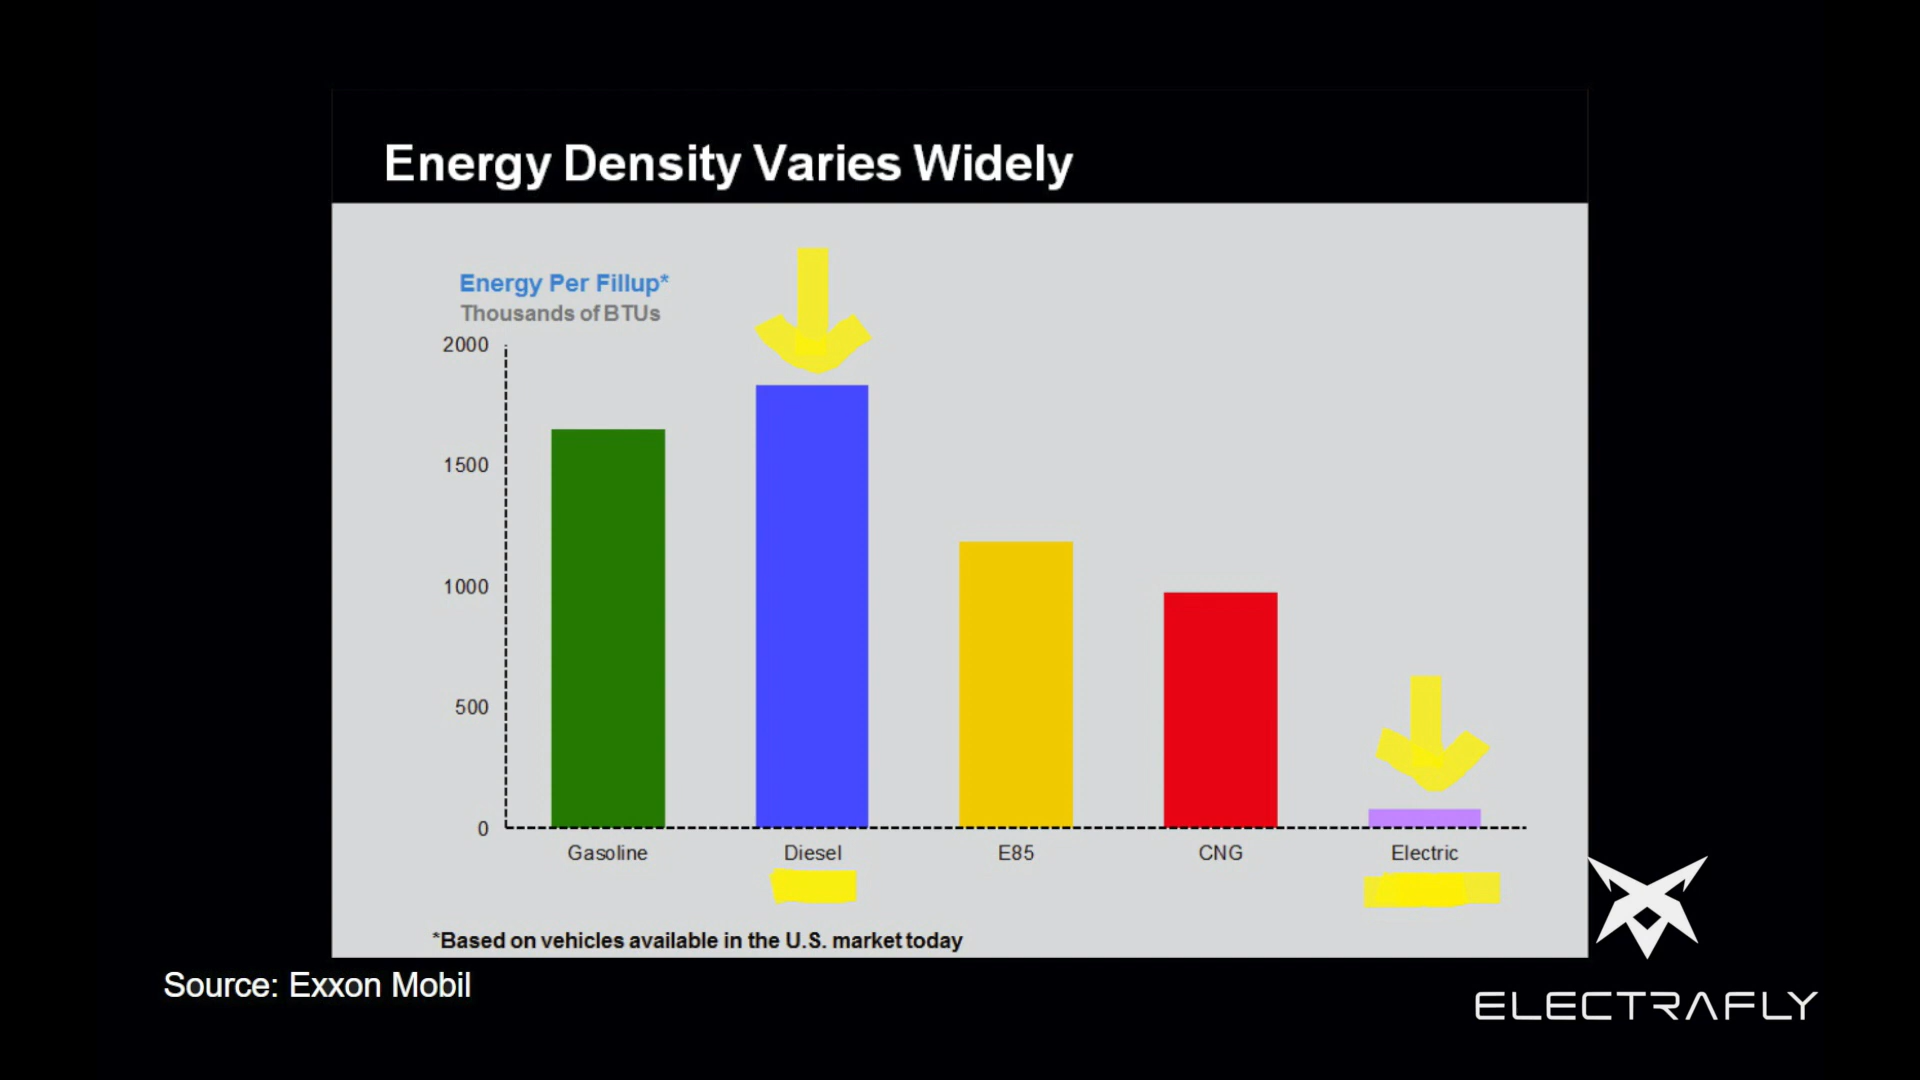 Energy Density Varies Widely
Energy Per Fillup*
Thousands of BTUs
2000
1500
1000
500
0
Gasoline Diesel E85 CNG Electric
*Based on vehicles available in the U.S. market today
Source: Exxon Mobil
ELECTRAFLY